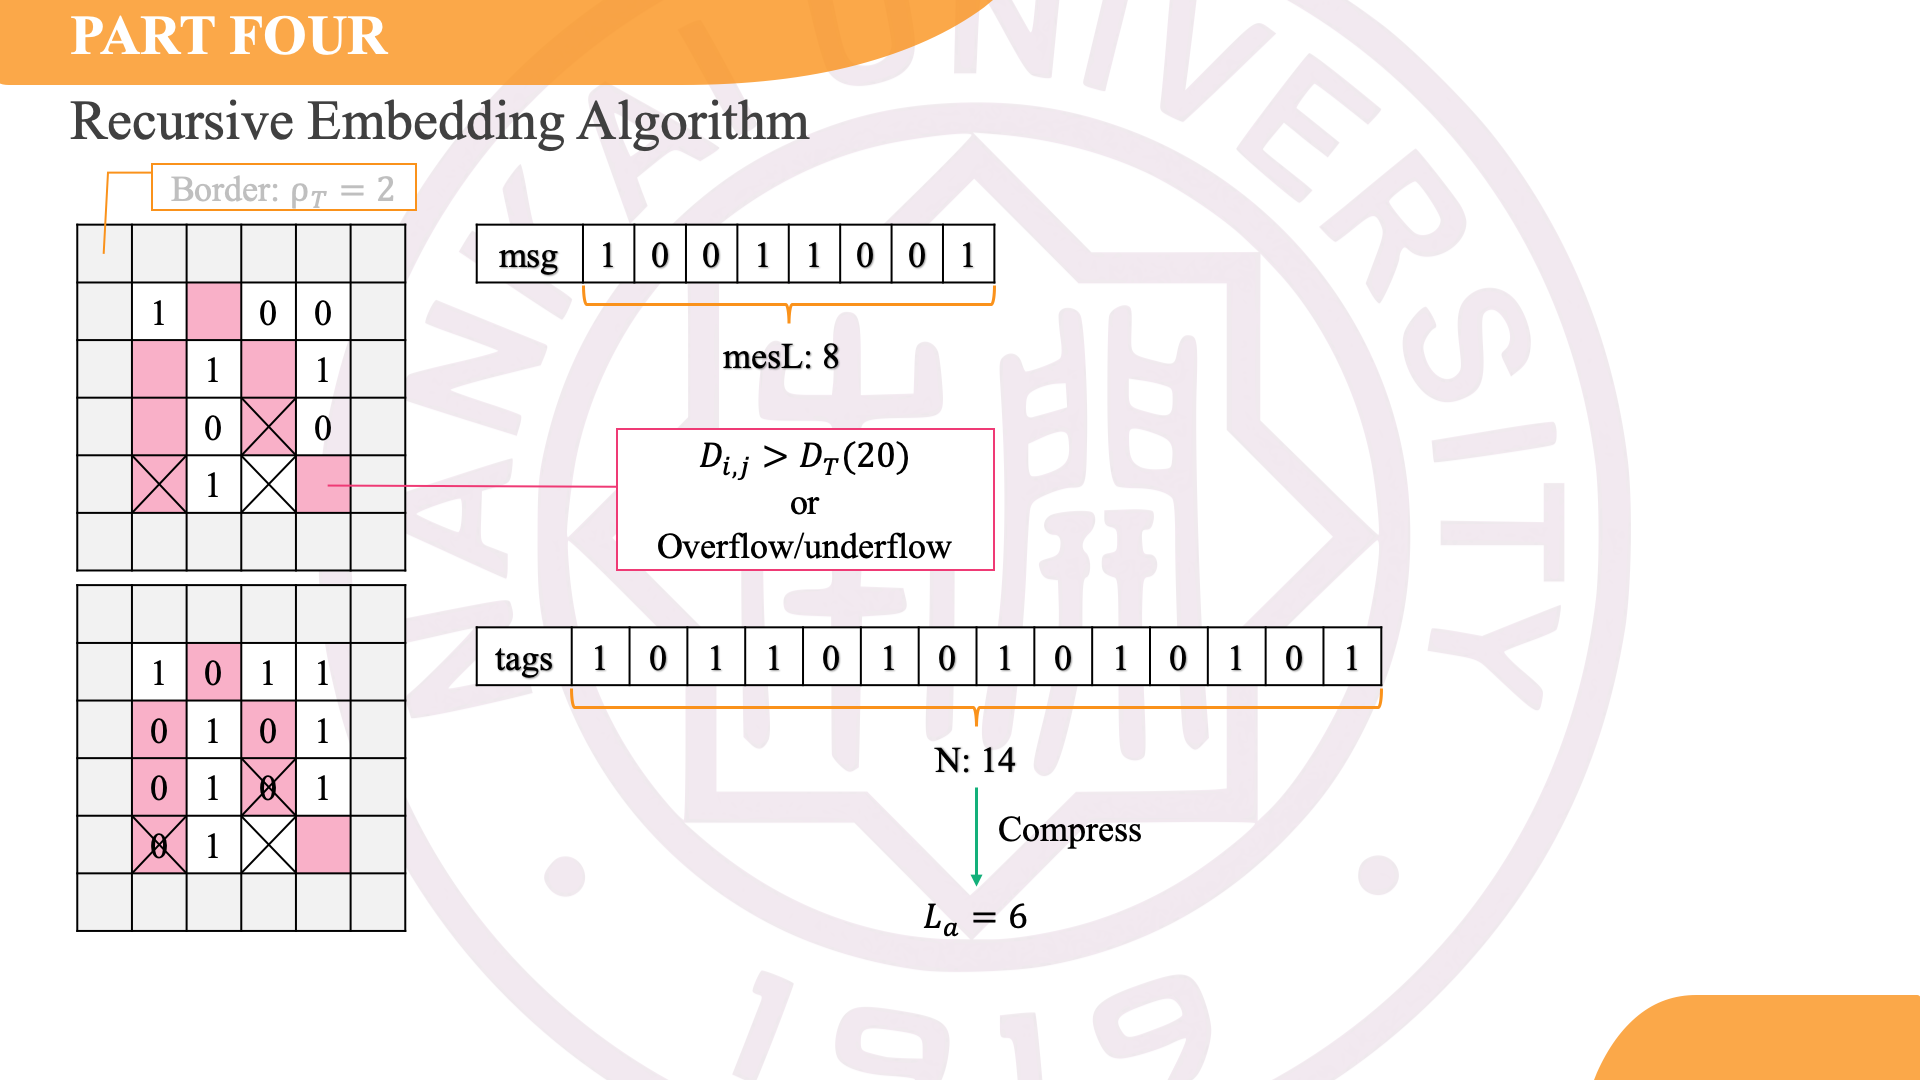 PART FOUR
Recursive Embedding Algorithm
Border: ρ_T = 2
1 0 0
1 1
0 0
1
msg 1 0 0 1 1 0 0 1
mesL: 8
D_{i,j} > D_T(20)
or
Overflow/underflow
1 0 1 1
0 1 0 1
0 1 0 1
0 1
tags 1 0 1 1 0 1 0 1 0 1 0 1 0 1
N: 14
Compress
L_a = 6
NANKAI UNIVERSITY
1919